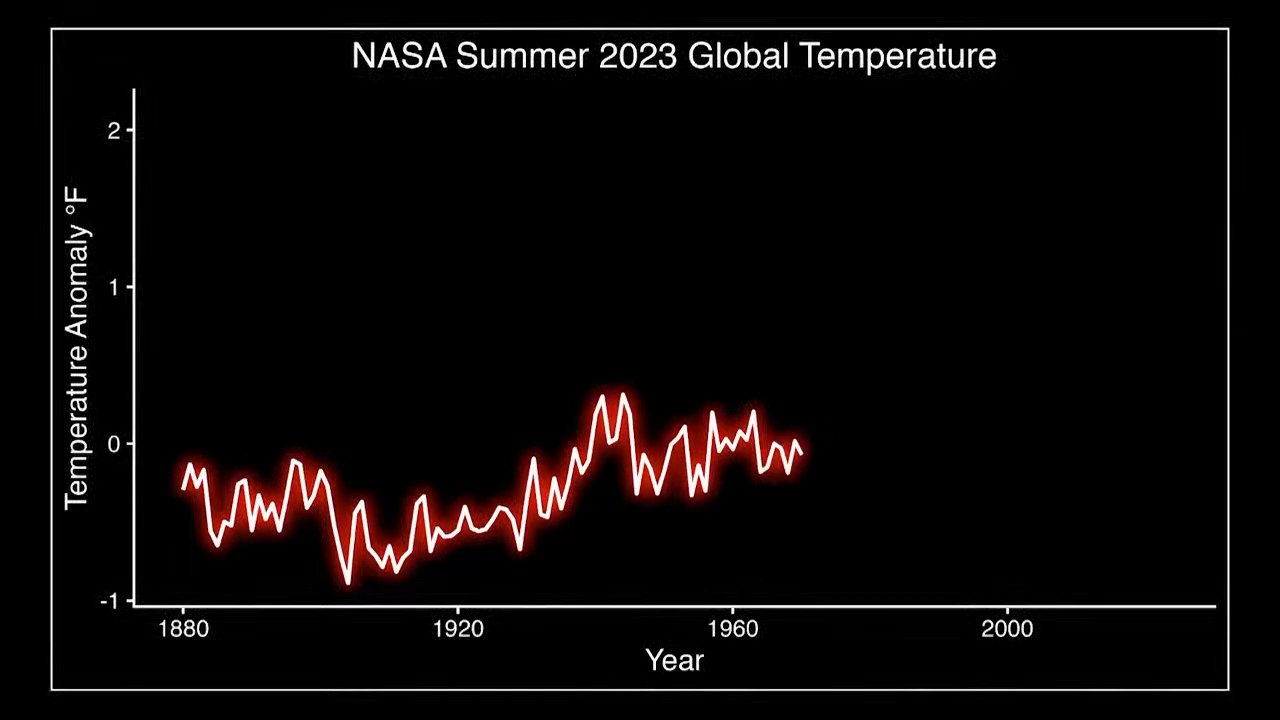 NASA Summer 2023 Global Temperature
Temperature Anomaly °F
2
1
0
-1
1880
1920
1960
2000
Year